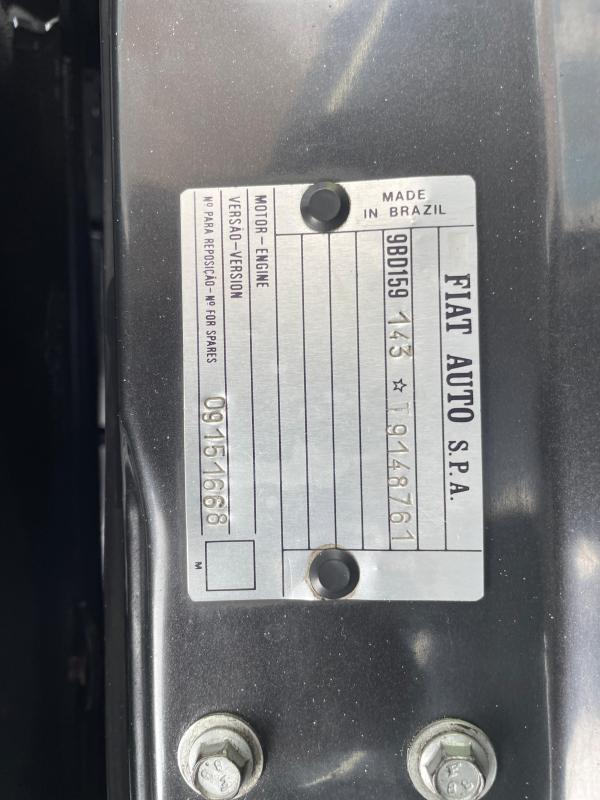 FIAT AUTO S.P.A.
MADE
IN BRAZIL
9BD159 143 ☆ T9148761
MOTOR-ENGINE
VERSÃO-VERSION
Nº PARA REPOSIÇÃO-Nº FOR SPARES 09151668
M